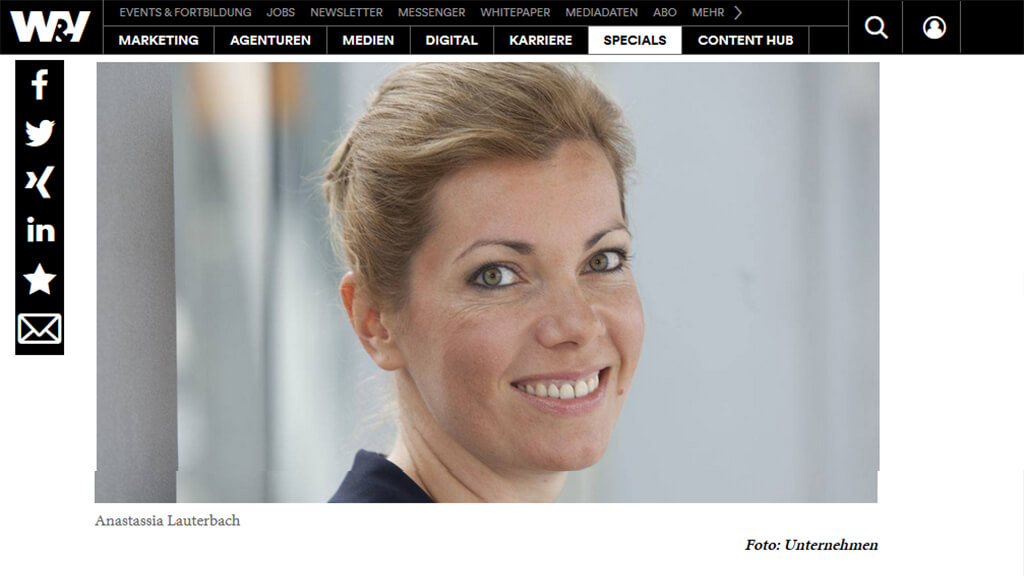 W&V
EVENTS & FORTBILDUNG JOBS NEWSLETTER MESSENGER WHITEPAPER MEDIADATEN ABO MEHR
MARKETING AGENTUREN MEDIEN DIGITAL KARRIERE SPECIALS CONTENT HUB
Anastassia Lauterbach
Foto: Unternehmen